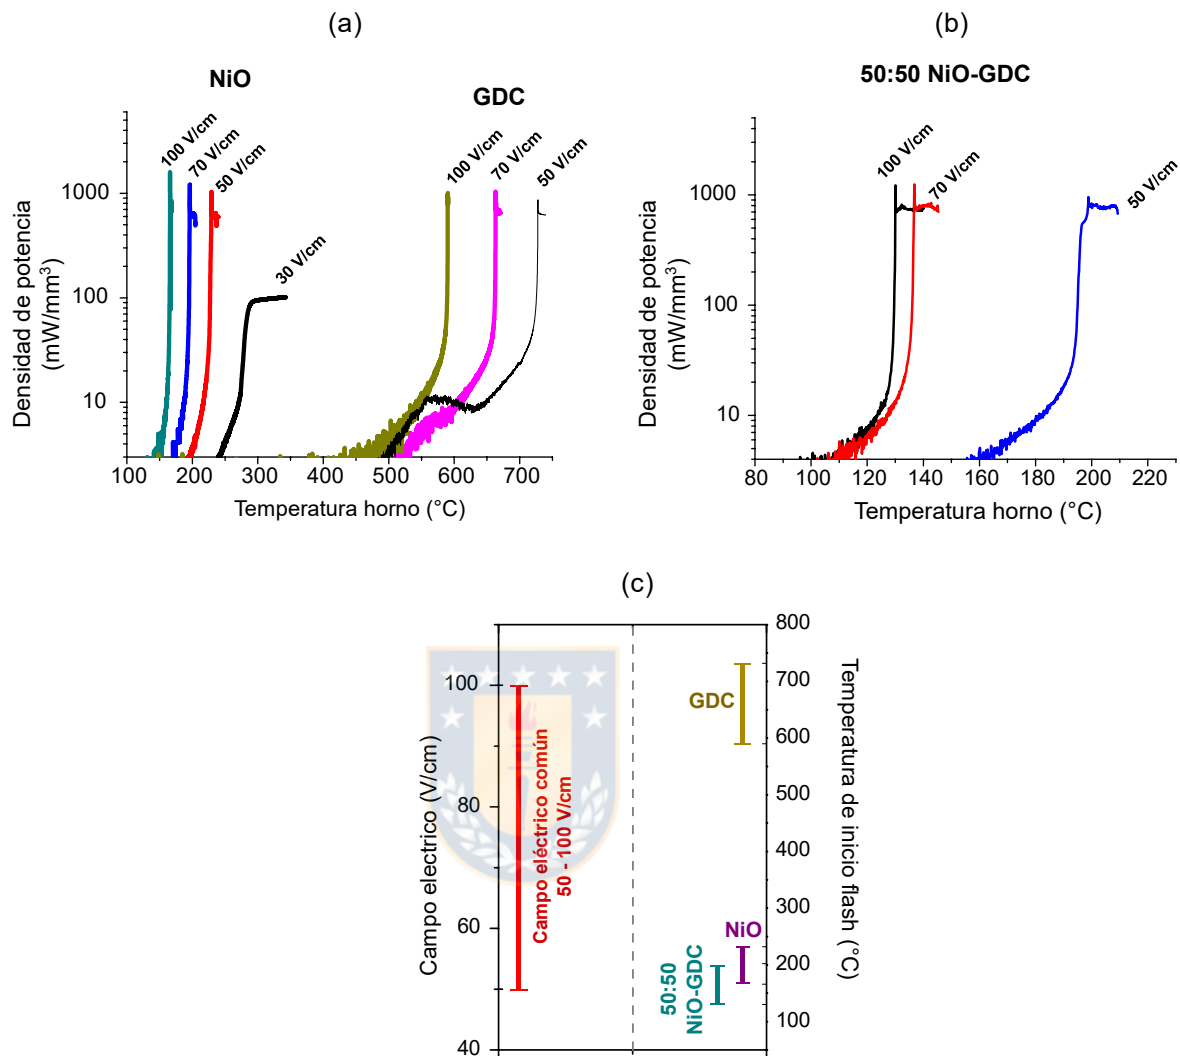 (a)
NiO
GDC
100 V/cm
70 V/cm
50 V/cm
30 V/cm
100 V/cm
70 V/cm
50 V/cm
1000
100
10
Densidad de potencia
(mW/mm³)
100 200 300 400 500 600 700
Temperatura horno (°C)
(b)
50:50 NiO-GDC
100 V/cm
70 V/cm
50 V/cm
1000
100
10
Densidad de potencia
(mW/mm³)
80 100 120 140 160 180 200 220
Temperatura horno (°C)
(c)
100
80
60
40
Campo electrico (V/cm)
Campo eléctrico común
50 - 100 V/cm
GDC
NiO
50:50
NiO-GDC
800
700
600
500
400
300
200
100
Temperatura de inicio flash (°C)